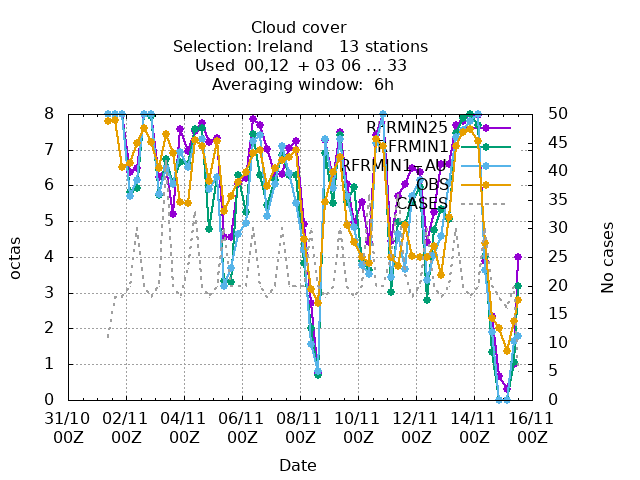 Cloud cover
Selection: Ireland 13 stations
Used 00,12 + 03 06 ... 33
Averaging window: 6h
octas
8
7
6
5
4
3
2
1
0
50
45
40
35
30
25
20
15
10
5
0
No cases
RFRMIN25
RFRMIN1
OBS
CASES
31/10 02/11 04/11 06/11 08/11 10/11 12/11 14/11 16/11
00Z 00Z 00Z 00Z 00Z 00Z 00Z 00Z 00Z
Date